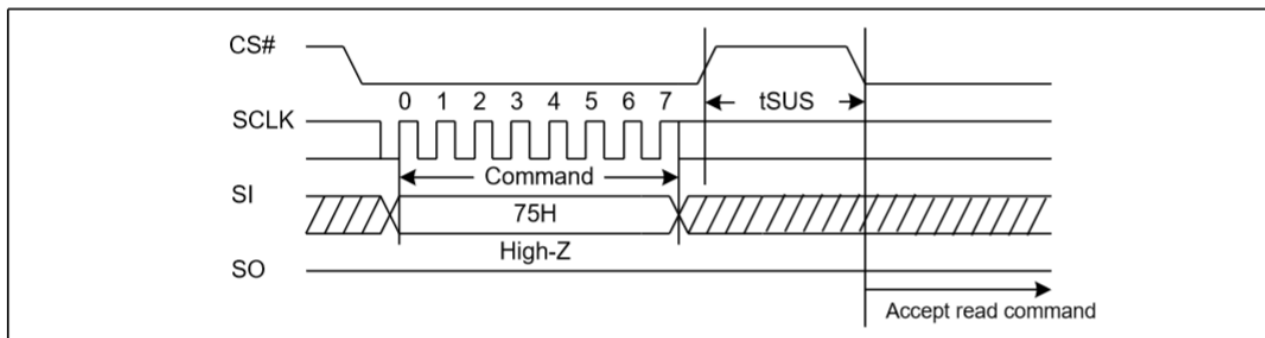 CS#
0 1 2 3 4 5 6 7
tSUS
SCLK
Command
SI
75H
High-Z
SO
Accept read command